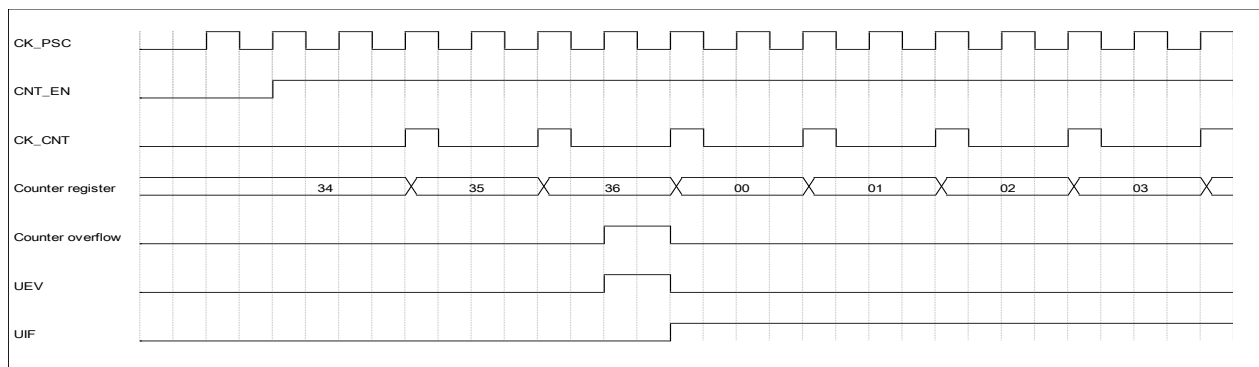 CK_PSC
CNT_EN
CK_CNT
Counter register 34 35 36 00 01 02 03
Counter overflow
UEV
UIF